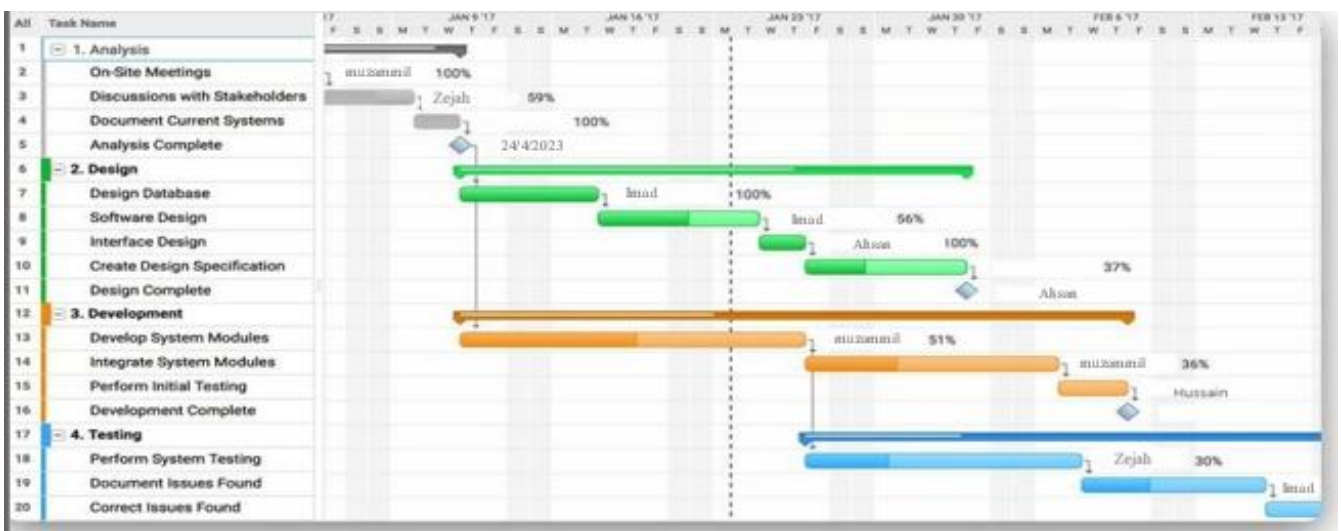 All Task Name 17 JAN 9 '17 JAN 16 '17 JAN 23 '17 JAN 30 '17 FEB 6 '17 FEB 13 '17
F S S M T W T F S S M T W T F S S M T W T F S S M T W T F S S M T W T F S S M T W T F
1 1. Analysis
2 On-Site Meetings muzammil 100%
3 Discussions with Stakeholders Zejah 59%
4 Document Current Systems 100%
5 Analysis Complete 24/4/2023
6 2. Design
7 Design Database Imad 100%
8 Software Design Imad 56%
9 Interface Design Ahsan 100%
10 Create Design Specification 37%
11 Design Complete Ahsan
12 3. Development
13 Develop System Modules muzammil 51%
14 Integrate System Modules muzammil 36%
15 Perform Initial Testing Hussain
16 Development Complete
17 4. Testing
18 Perform System Testing Zejah 30%
19 Document Issues Found Imad
20 Correct Issues Found